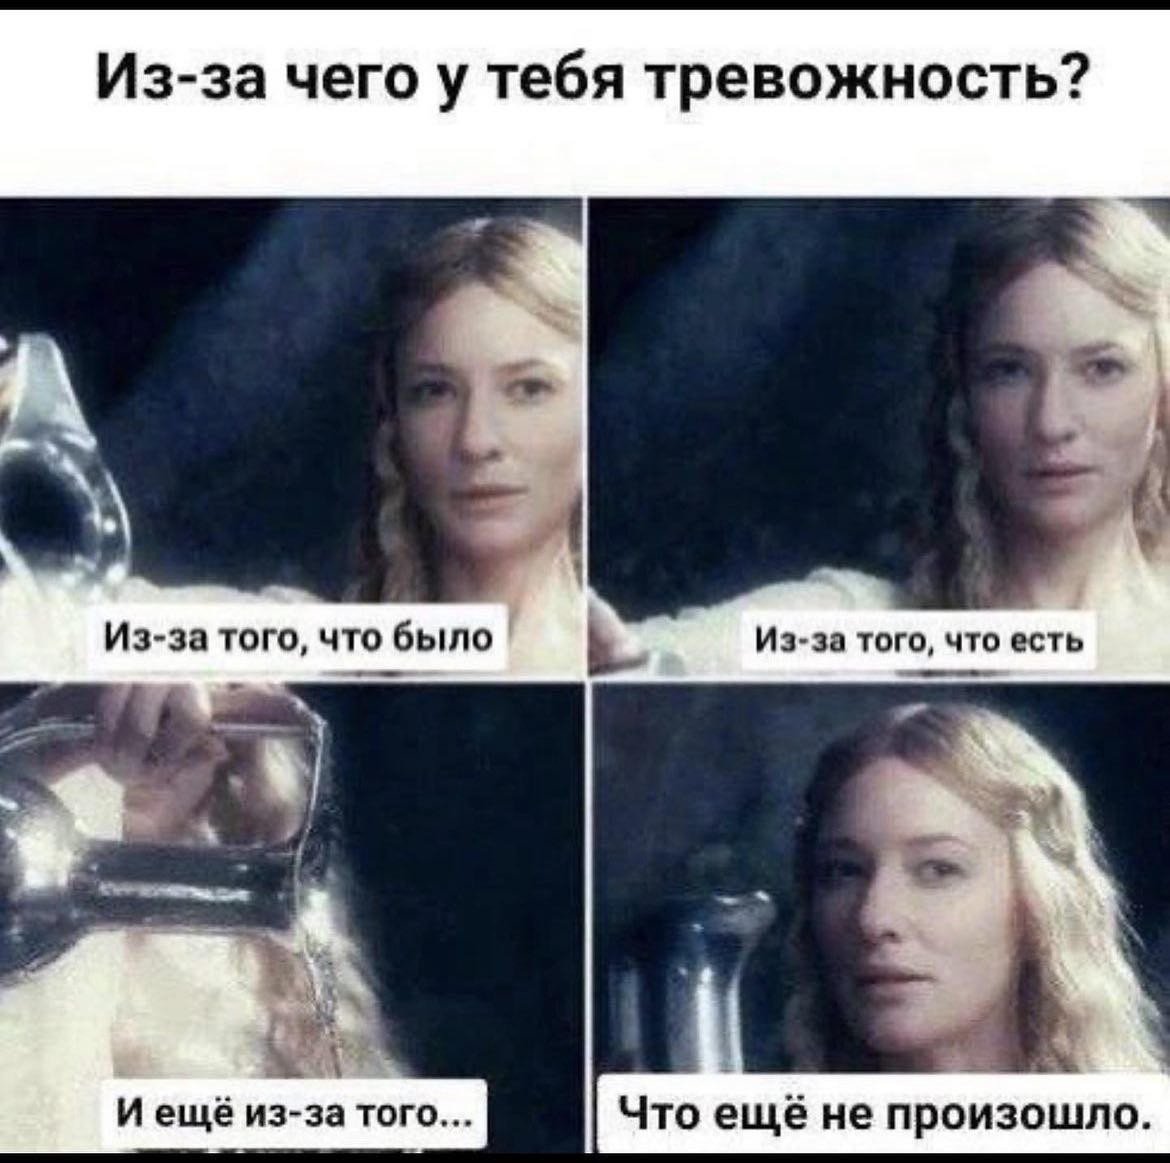 Из-за чего у тебя тревожность?
Из-за того, что было
Из-за того, что есть
И ещё из-за того...
Что ещё не произошло.